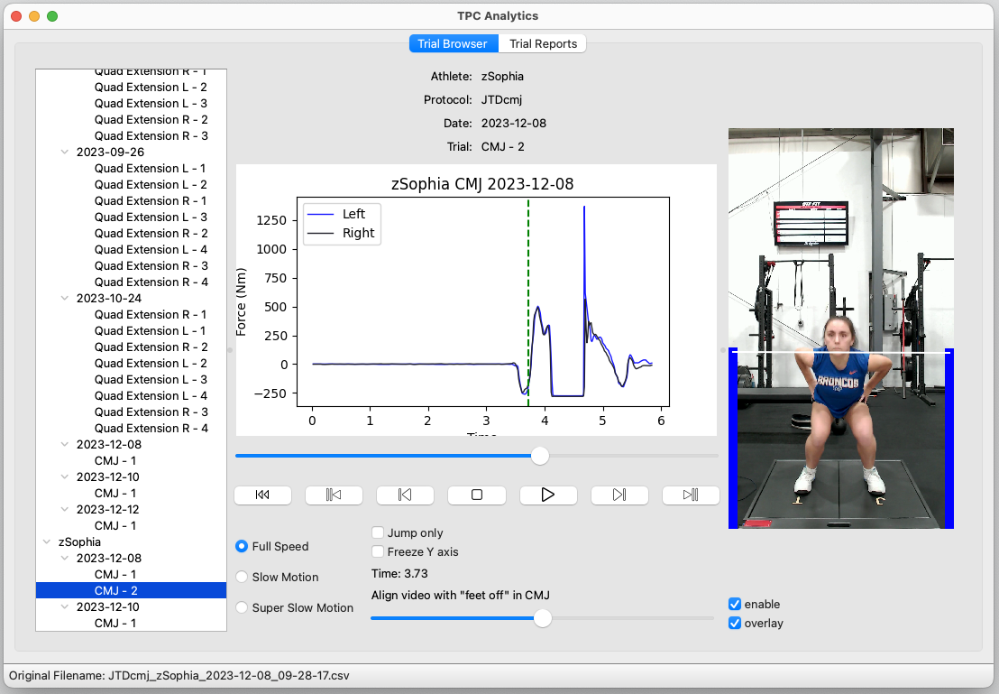 TPC Analytics
Trial Browser Trial Reports
Quad Extension R - 1
Quad Extension L - 2
Quad Extension L - 3
Quad Extension R - 2
Quad Extension R - 3
2023-09-26
Quad Extension L - 1
Quad Extension L - 2
Quad Extension R - 1
Quad Extension L - 3
Quad Extension R - 2
Quad Extension L - 4
Quad Extension R - 3
Quad Extension R - 4
2023-10-24
Quad Extension R - 1
Quad Extension L - 1
Quad Extension R - 2
Quad Extension L - 2
Quad Extension L - 3
Quad Extension L - 4
Quad Extension R - 3
Quad Extension R - 4
2023-12-08
CMJ - 1
2023-12-10
CMJ - 1
2023-12-12
CMJ - 1
zSophia
2023-12-08
CMJ - 1
CMJ - 2
2023-12-10
CMJ - 1
Athlete: zSophia
Protocol: JTDcmj
Date: 2023-12-08
Trial: CMJ - 2
zSophia CMJ 2023-12-08
Left
Right
1250
1000
750
500
250
0
−250
Force (Nm)
0 1 2 3 4 5 6
Time
Full Speed
Slow Motion
Super Slow Motion
Jump only
Freeze Y axis
Time: 3.73
Align video with "feet off" in CMJ
BRONCOS
enable
overlay
Original Filename: JTDcmj_zSophia_2023-12-08_09-28-17.csv